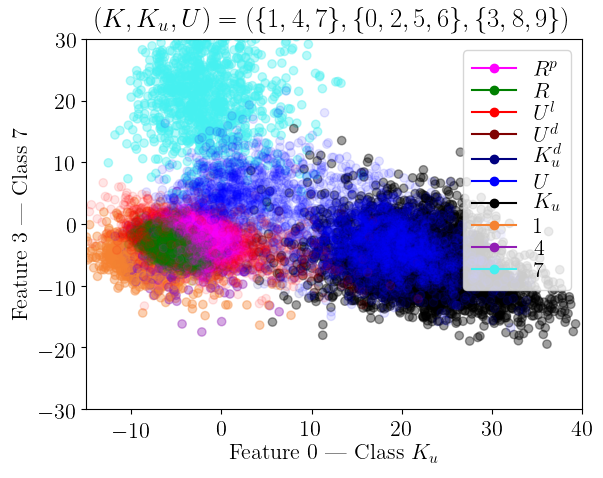 (K, K_u, U) = ({1, 4, 7}, {0, 2, 5, 6}, {3, 8, 9})
30
20
10
0
−10
−20
−30
Feature 3 — Class 7
R^p
R
U^l
U^d
K_u^d
U
K_u
1
4
7
−10 0 10 20 30 40
Feature 0 — Class K_u